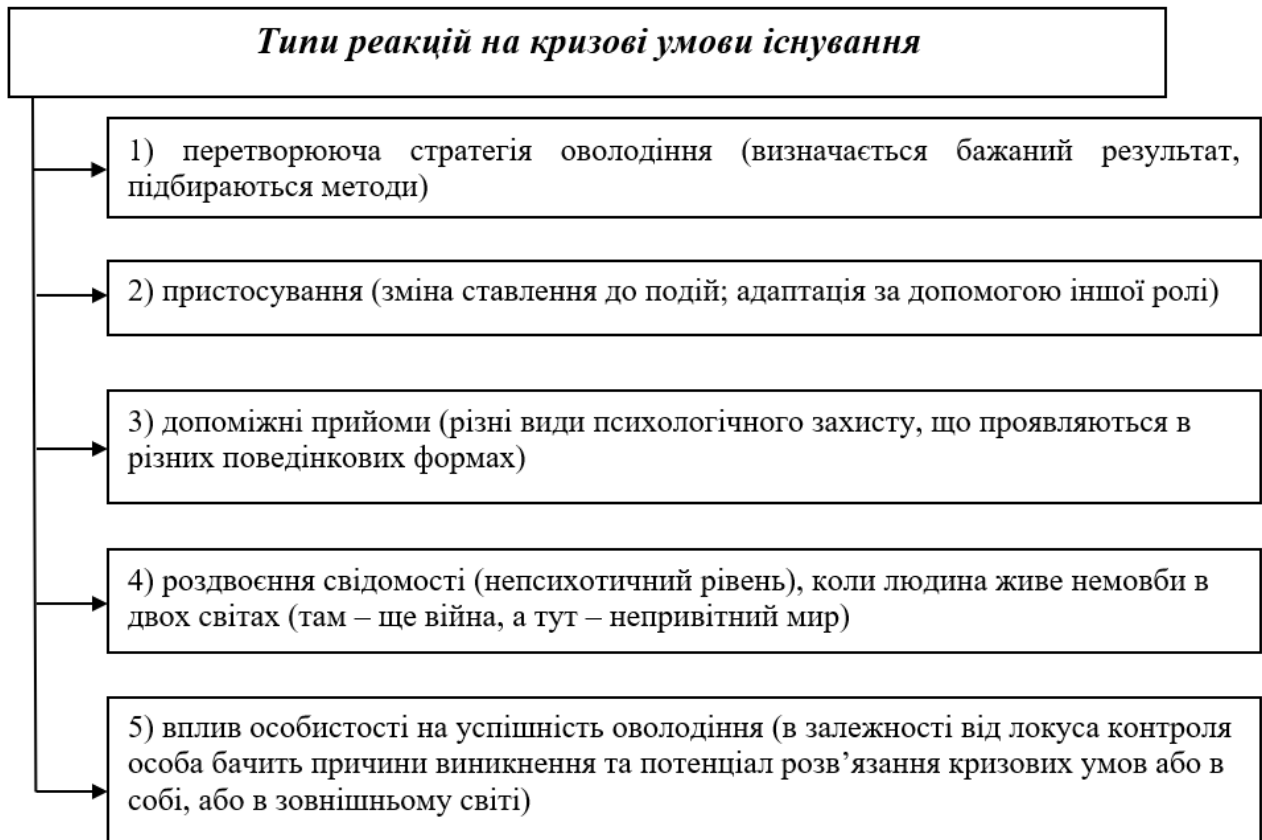 Типи реакцій на кризові умови існування
1) перетворююча стратегія оволодіння (визначається бажаний результат,
підбираються методи)
2) пристосування (зміна ставлення до подій; адаптація за допомогою іншої ролі)
3) допоміжні прийоми (різні види психологічного захисту, що проявляються в
різних поведінкових формах)
4) роздвоєння свідомості (непсихотичний рівень), коли людина живе немовби в
двох світах (там – ще війна, а тут – непривітний мир)
5) вплив особистості на успішність оволодіння (в залежності від локуса контроля
особа бачить причини виникнення та потенціал розв’язання кризових умов або в
собі, або в зовнішньому світі)